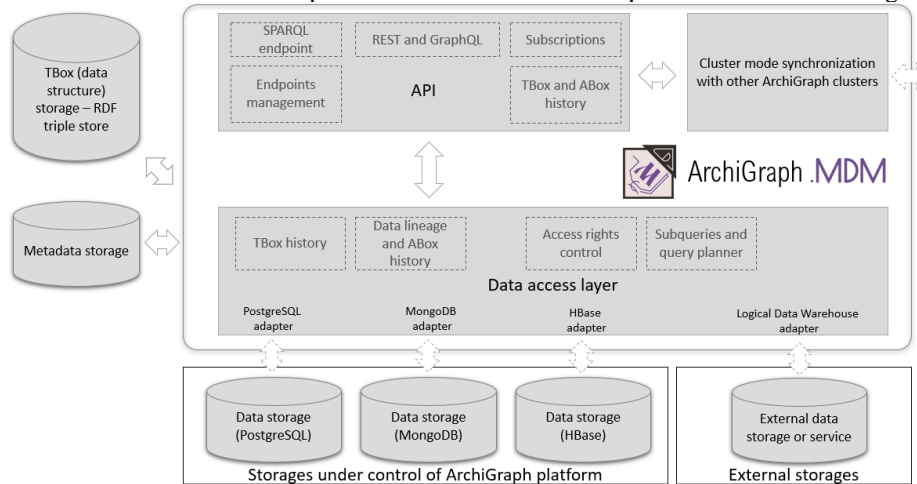 TBox (data
structure)
storage – RDF
triple store
Metadata storage
SPARQL
endpoint
REST and GraphQL
Subscriptions
Endpoints
management
API
TBox and ABox
history
Cluster mode synchronization
with other ArchiGraph clusters
ArchiGraph .MDM
TBox history
Data lineage
and ABox
history
Access rights
control
Subqueries and
query planner
Data access layer
PostgreSQL
adapter
MongoDB
adapter
HBase
adapter
Logical Data Warehouse
adapter
Data storage
(PostgreSQL)
Data storage
(MongoDB)
Data storage
(HBase)
External data
storage or service
Storages under control of ArchiGraph platform
External storages